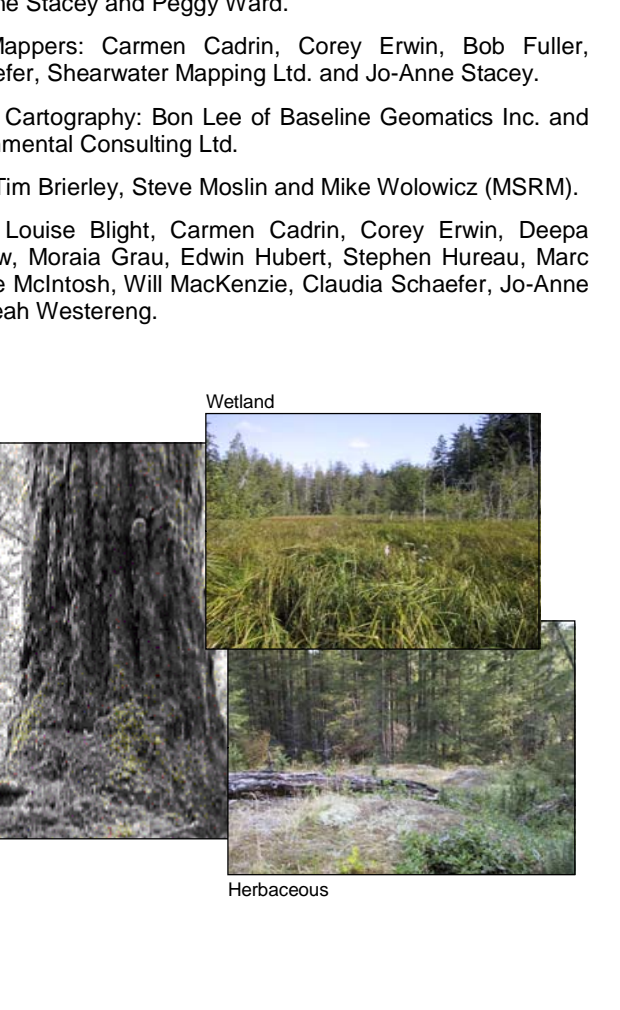 ne Stacey and Peggy Ward.
Mappers: Carmen Cadrin, Corey Erwin, Bob Fuller,
efer, Shearwater Mapping Ltd. and Jo-Anne Stacey.
Cartography: Bon Lee of Baseline Geomatics Inc. and
nmental Consulting Ltd.
Tim Brierley, Steve Moslin and Mike Wolowicz (MSRM).
Louise Blight, Carmen Cadrin, Corey Erwin, Deepa
w, Moraia Grau, Edwin Hubert, Stephen Hureau, Marc
e McIntosh, Will MacKenzie, Claudia Schaefer, Jo-Anne
eah Westereng.
Wetland
Herbaceous